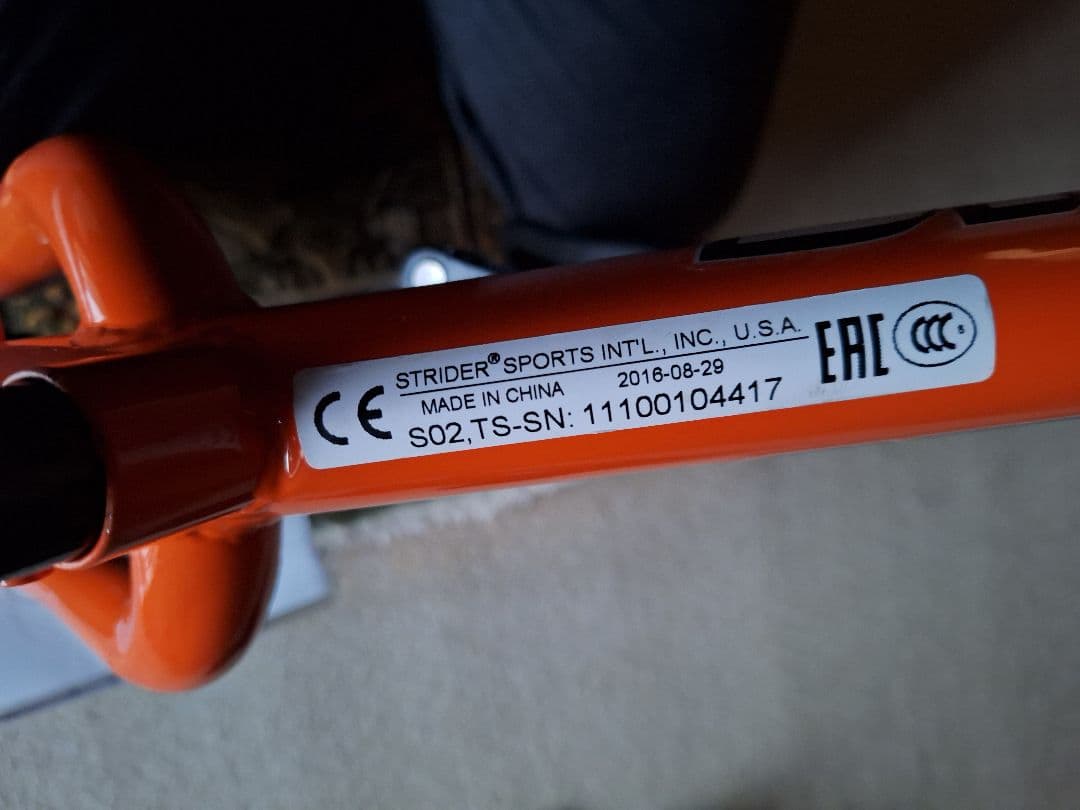 CE
STRIDER® SPORTS INT'L., INC., U.S.A.
MADE IN CHINA 2016-08-29
S02,TS-SN: 11100104417
EAC
CCC S